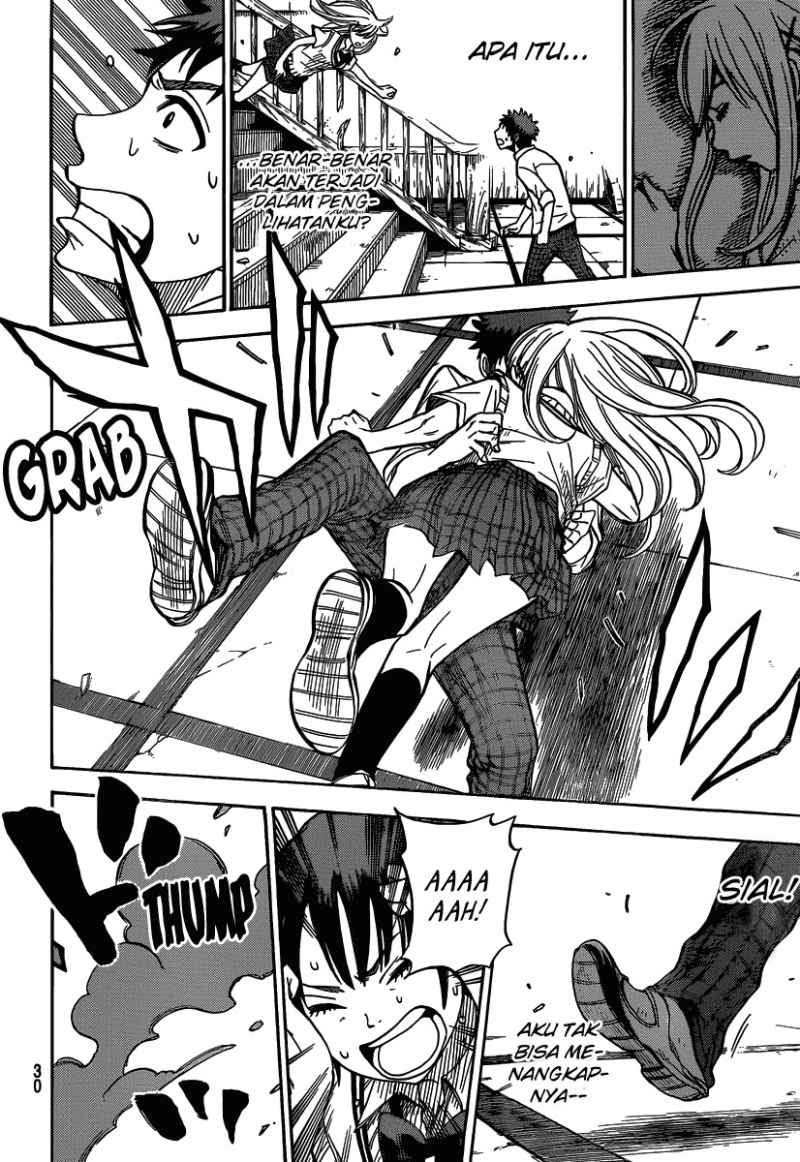 APA ITU...
...BENAR-BENAR
AKAN TERJADI
DALAM PENG-
LIHATANKU?
GRAB
SIAL!
AKU TAK
BISA ME-
NANGKAP-
NYA--
AAAA
AAH!
ド
THUMP
30